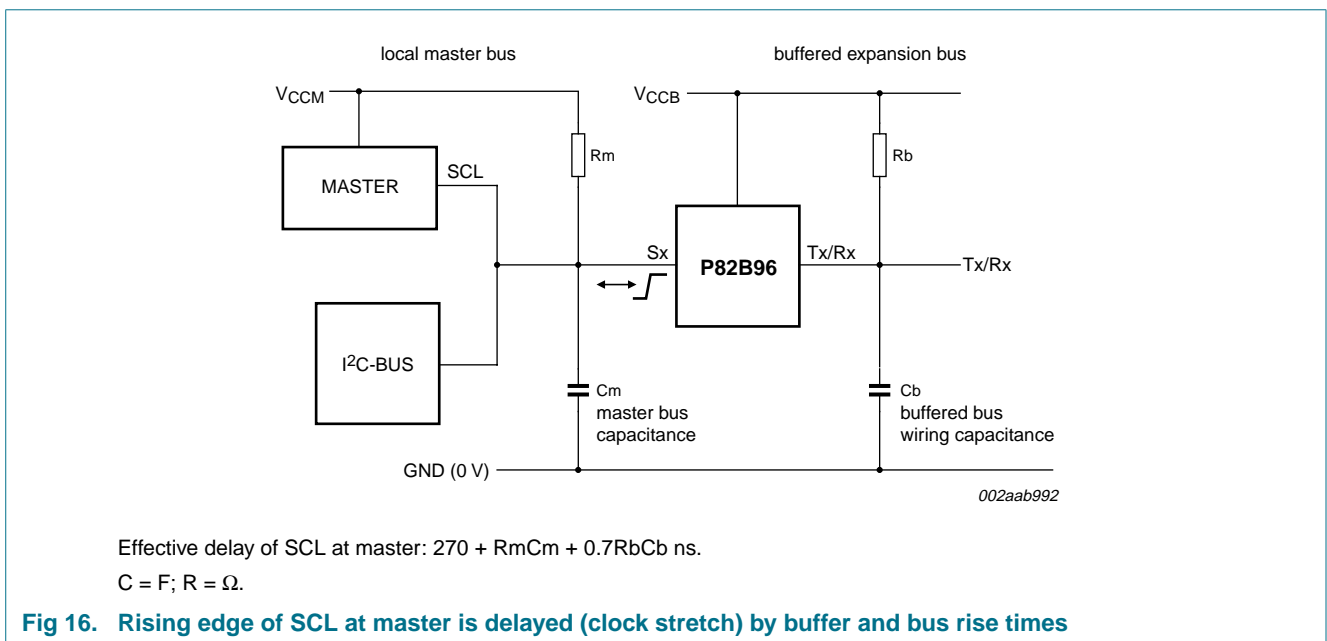 local master bus
buffered expansion bus
VCCM
VCCB
Rm
Rb
MASTER
SCL
Sx
P82B96
Tx/Rx
Tx/Rx
I2C-BUS
Cm
master bus
capacitance
Cb
buffered bus
wiring capacitance
GND (0 V)
002aab992
Effective delay of SCL at master: 270 + RmCm + 0.7RbCb ns.
C = F; R = Ω.
Fig 16. Rising edge of SCL at master is delayed (clock stretch) by buffer and bus rise times